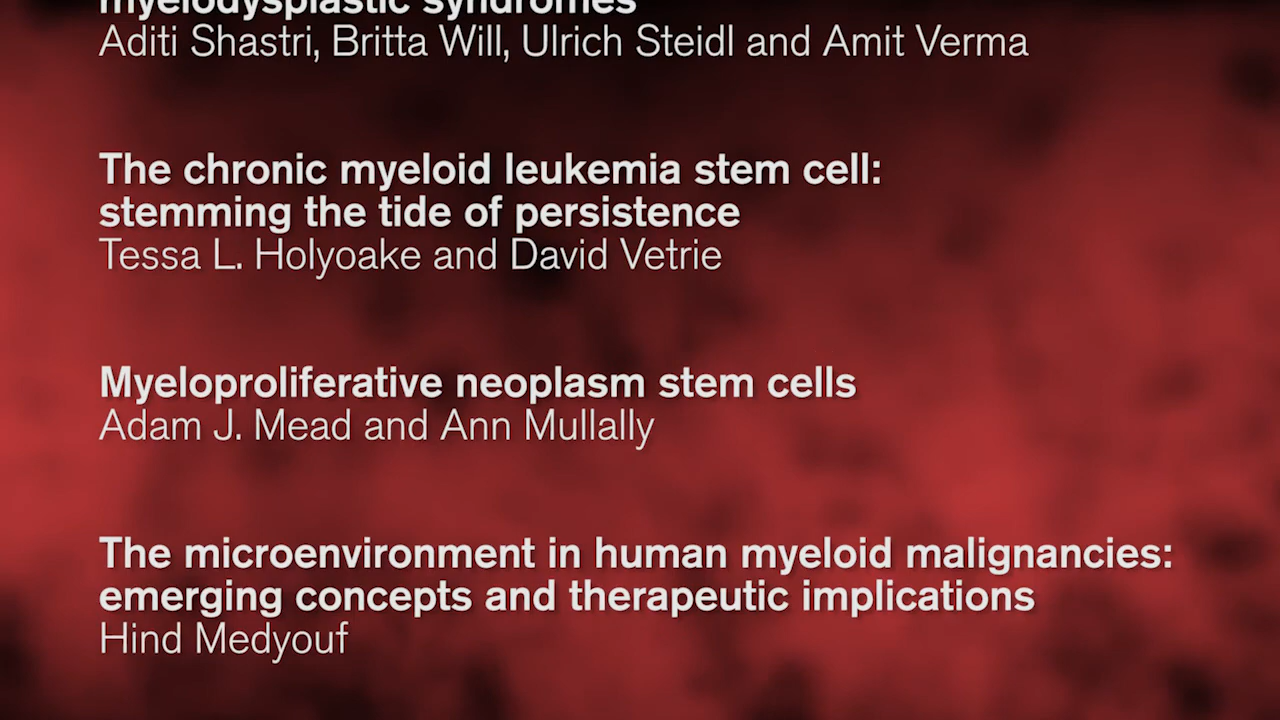 myelodysplastic syndromes
Aditi Shastri, Britta Will, Ulrich Steidl and Amit Verma
The chronic myeloid leukemia stem cell:
stemming the tide of persistence
Tessa L. Holyoake and David Vetrie
Myeloproliferative neoplasm stem cells
Adam J. Mead and Ann Mullally
The microenvironment in human myeloid malignancies:
emerging concepts and therapeutic implications
Hind Medyouf